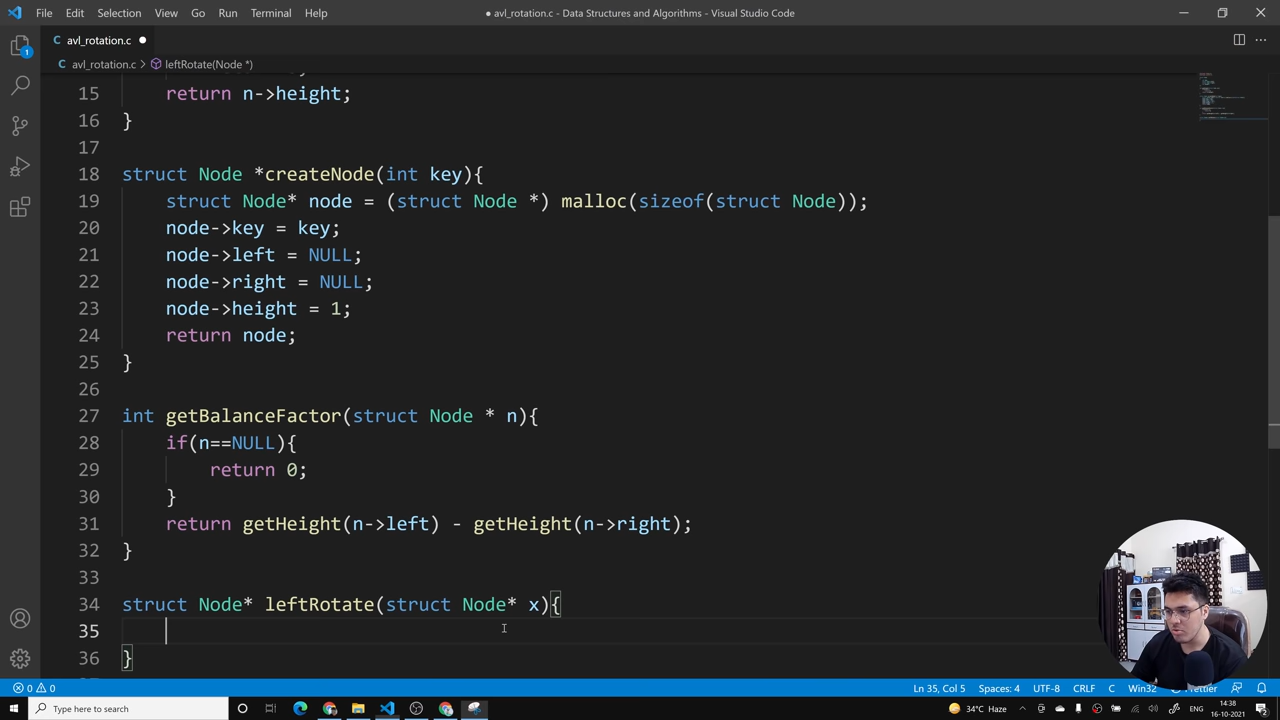 File Edit Selection View Go Run Terminal Help
● avl_rotation.c - Data Structures and Algorithms - Visual Studio Code
C avl_rotation.c ●
C avl_rotation.c > leftRotate(Node *)
15 return n->height;
16 }
17
18 struct Node *createNode(int key){
19 struct Node* node = (struct Node *) malloc(sizeof(struct Node));
20 node->key = key;
21 node->left = NULL;
22 node->right = NULL;
23 node->height = 1;
24 return node;
25 }
26
27 int getBalanceFactor(struct Node * n){
28 if(n==NULL){
29 return 0;
30 }
31 return getHeight(n->left) - getHeight(n->right);
32 }
33
34 struct Node* leftRotate(struct Node* x){
35
36 }
1
0 0
Ln 35, Col 5 Spaces: 4 UTF-8 CRLF C Win32 Prettier
Type here to search
34°C Haze ENG 14:38
16-10-2021